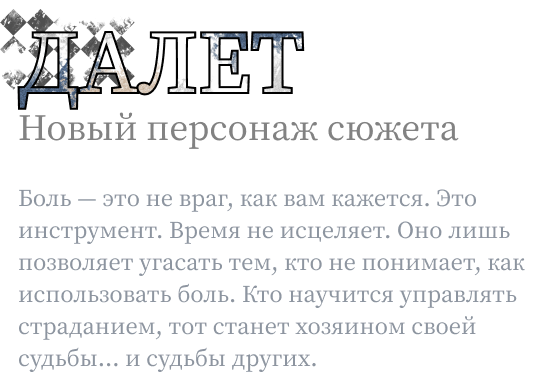 ДАЛЕТ
Новый персонаж сюжета
Боль — это не враг, как вам кажется. Это
инструмент. Время не исцеляет. Оно лишь
позволяет угасать тем, кто не понимает, как
использовать боль. Кто научится управлять
страданием, тот станет хозяином своей
судьбы... и судьбы других.